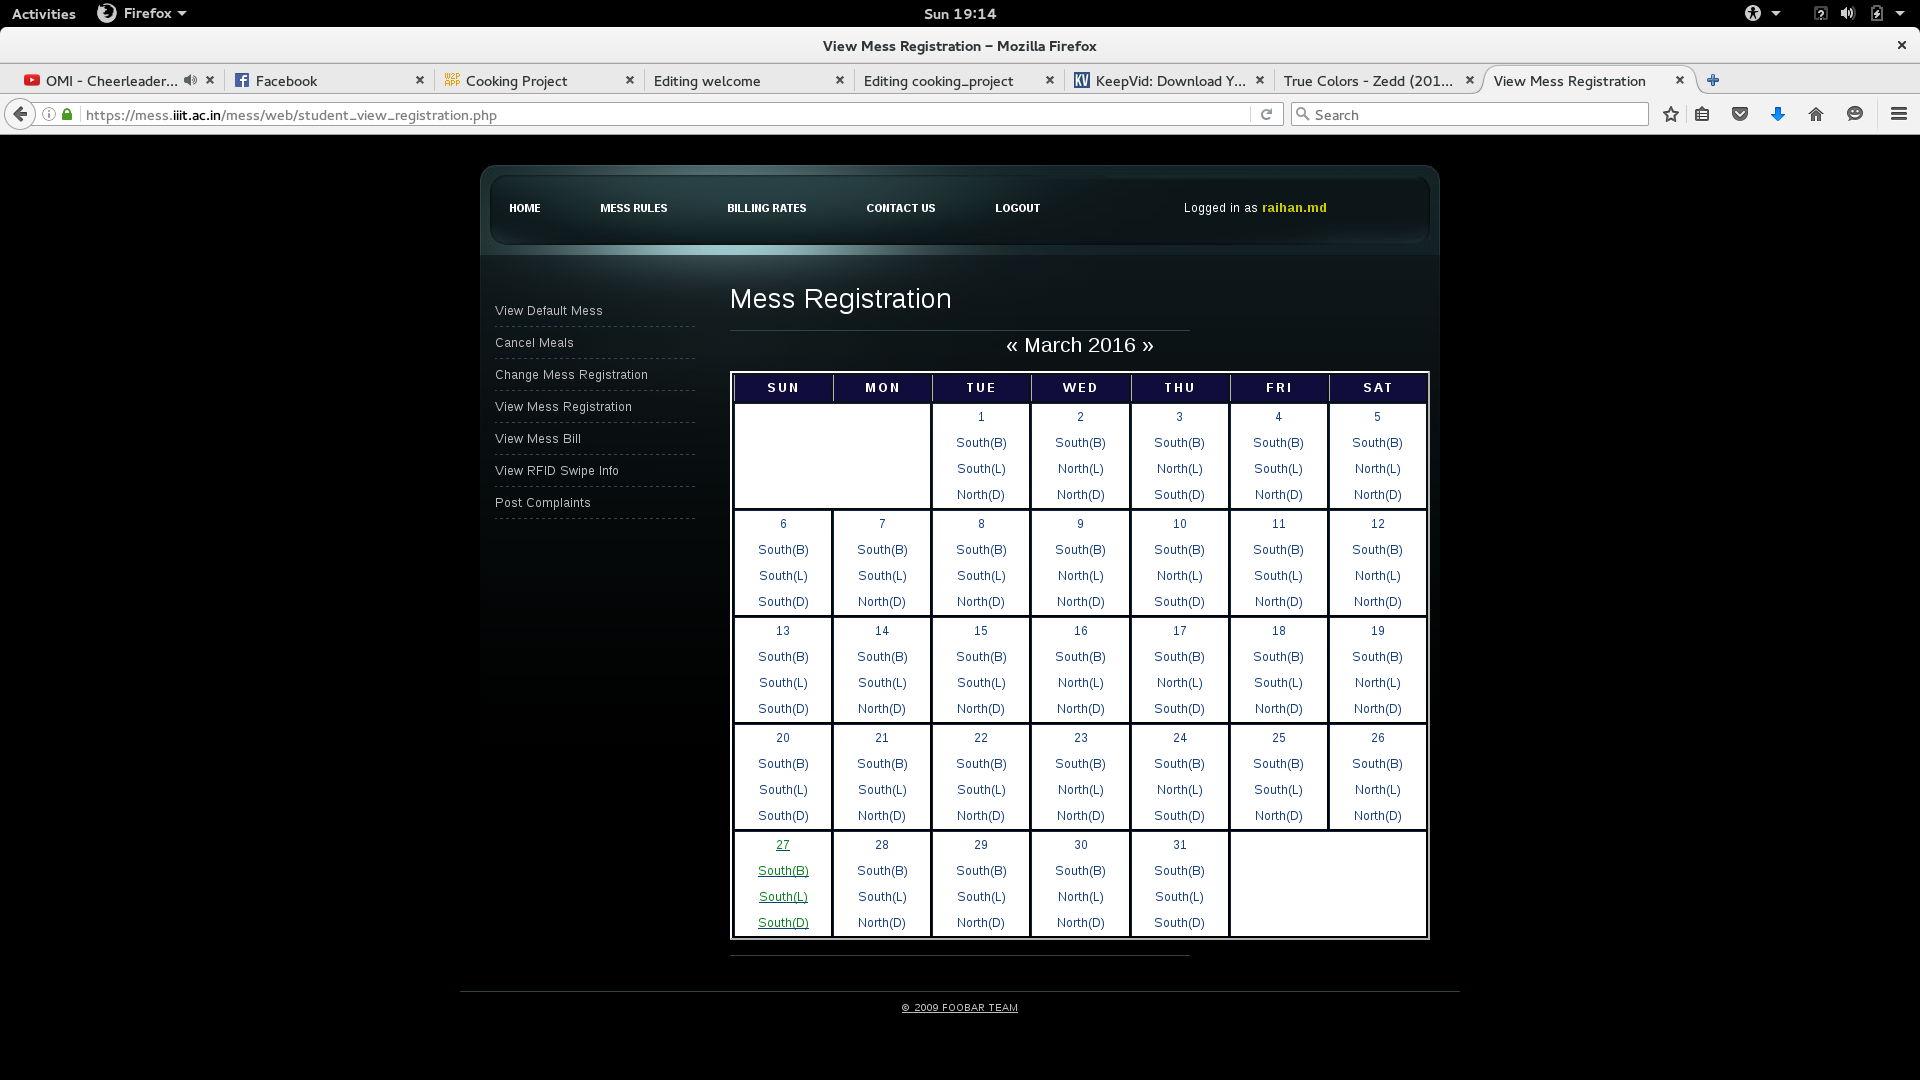 Activities Firefox Sun 19:14
View Mess Registration – Mozilla Firefox
OMI - Cheerleader... Facebook Cooking Project Editing welcome Editing cooking_project KeepVid: Download Y... True Colors - Zedd (201... View Mess Registration
https://mess.iiit.ac.in/mess/web/student_view_registration.php Search
HOME MESS RULES BILLING RATES CONTACT US LOGOUT Logged in as raihan.md
View Default Mess
Cancel Meals
Change Mess Registration
View Mess Registration
View Mess Bill
View RFID Swipe Info
Post Complaints
Mess Registration
« March 2016 »
SUN MON TUE WED THU FRI SAT
1 2 3 4 5
South(B) South(B) South(B) South(B) South(B)
South(L) North(L) North(L) South(L) North(L)
North(D) North(D) South(D) North(D) North(D)
6 7 8 9 10 11 12
South(B) South(B) South(B) South(B) South(B) South(B) South(B)
South(L) South(L) South(L) North(L) North(L) South(L) North(L)
South(D) North(D) North(D) North(D) South(D) North(D) North(D)
13 14 15 16 17 18 19
South(B) South(B) South(B) South(B) South(B) South(B) South(B)
South(L) South(L) South(L) North(L) North(L) South(L) North(L)
South(D) North(D) North(D) North(D) South(D) North(D) North(D)
20 21 22 23 24 25 26
South(B) South(B) South(B) South(B) South(B) South(B) South(B)
South(L) South(L) South(L) North(L) North(L) South(L) North(L)
South(D) North(D) North(D) North(D) South(D) North(D) North(D)
27 28 29 30 31
South(B) South(B) South(B) South(B) South(B)
South(L) South(L) South(L) North(L) South(L)
South(D) North(D) North(D) North(D) South(D)
© 2009 FOOBAR TEAM